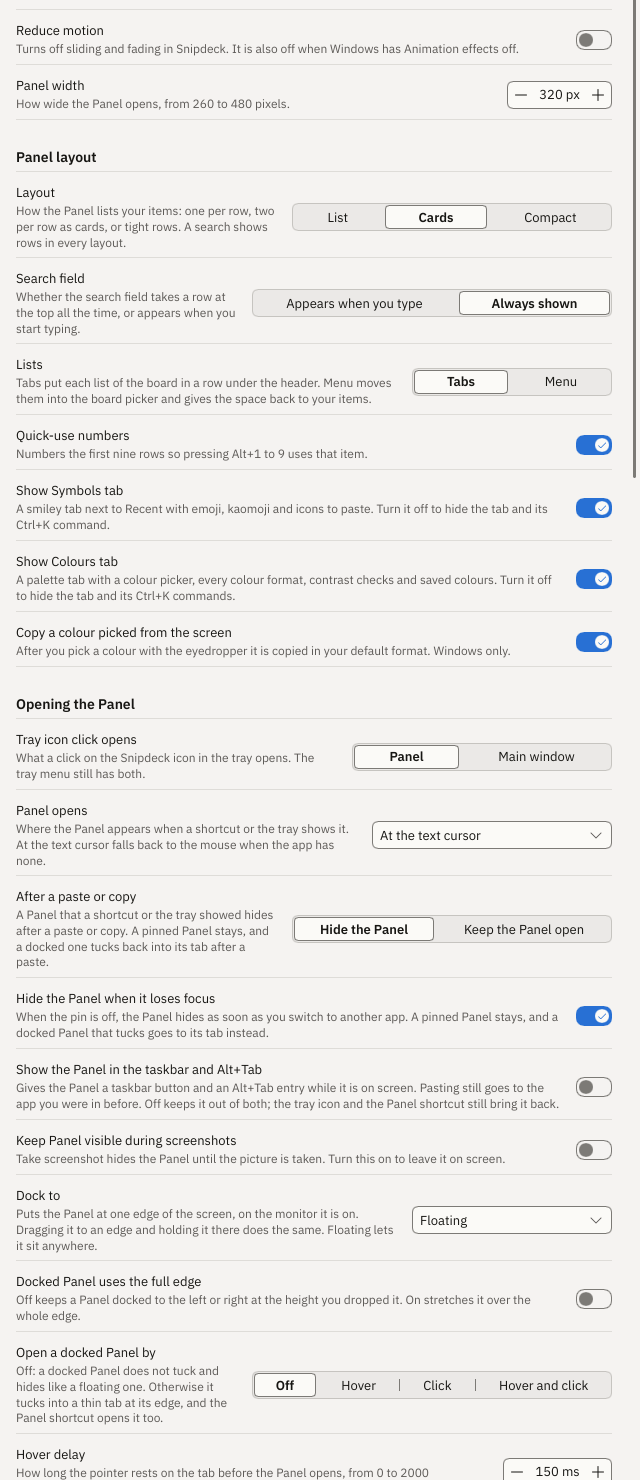 Reduce motion
Turns off sliding and fading in Snipdeck. It is also off when Windows has Animation effects off.
Panel width
How wide the Panel opens, from 260 to 480 pixels.
320 px
Panel layout
Layout
How the Panel lists your items: one per row, two
per row as cards, or tight rows. A search shows
rows in every layout.
List Cards Compact
Search field
Whether the search field takes a row at
the top all the time, or appears when you
start typing.
Appears when you type Always shown
Lists
Tabs put each list of the board in a row under the header. Menu moves
them into the board picker and gives the space back to your items.
Tabs Menu
Quick-use numbers
Numbers the first nine rows so pressing Alt+1 to 9 uses that item.
Show Symbols tab
A smiley tab next to Recent with emoji, kaomoji and icons to paste. Turn it off to hide the tab and its
Ctrl+K command.
Show Colours tab
A palette tab with a colour picker, every colour format, contrast checks and saved colours. Turn it off
to hide the tab and its Ctrl+K commands.
Copy a colour picked from the screen
After you pick a colour with the eyedropper it is copied in your default format. Windows only.
Opening the Panel
Tray icon click opens
What a click on the Snipdeck icon in the tray opens. The
tray menu still has both.
Panel Main window
Panel opens
Where the Panel appears when a shortcut or the tray shows it.
At the text cursor falls back to the mouse when the app has
none.
At the text cursor
After a paste or copy
A Panel that a shortcut or the tray showed hides
after a paste or copy. A pinned Panel stays, and
a docked one tucks back into its tab after a
paste.
Hide the Panel Keep the Panel open
Hide the Panel when it loses focus
When the pin is off, the Panel hides as soon as you switch to another app. A pinned Panel stays, and a
docked Panel that tucks goes to its tab instead.
Show the Panel in the taskbar and Alt+Tab
Gives the Panel a taskbar button and an Alt+Tab entry while it is on screen. Pasting still goes to the
app you were in before. Off keeps it out of both; the tray icon and the Panel shortcut still bring it back.
Keep Panel visible during screenshots
Take screenshot hides the Panel until the picture is taken. Turn this on to leave it on screen.
Dock to
Puts the Panel at one edge of the screen, on the monitor it is on.
Dragging it to an edge and holding it there does the same. Floating lets
it sit anywhere.
Floating
Docked Panel uses the full edge
Off keeps a Panel docked to the left or right at the height you dropped it. On stretches it over the
whole edge.
Open a docked Panel by
Off: a docked Panel does not tuck and
hides like a floating one. Otherwise it
tucks into a thin tab at its edge, and the
Panel shortcut opens it too.
Off Hover Click Hover and click
Hover delay
How long the pointer rests on the tab before the Panel opens, from 0 to 2000
150 ms